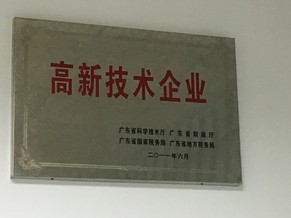 高新技术企业
广东省科学技术厅 广东省财政厅
广东省国家税务局 广东省地方税务局
二〇一一年六月